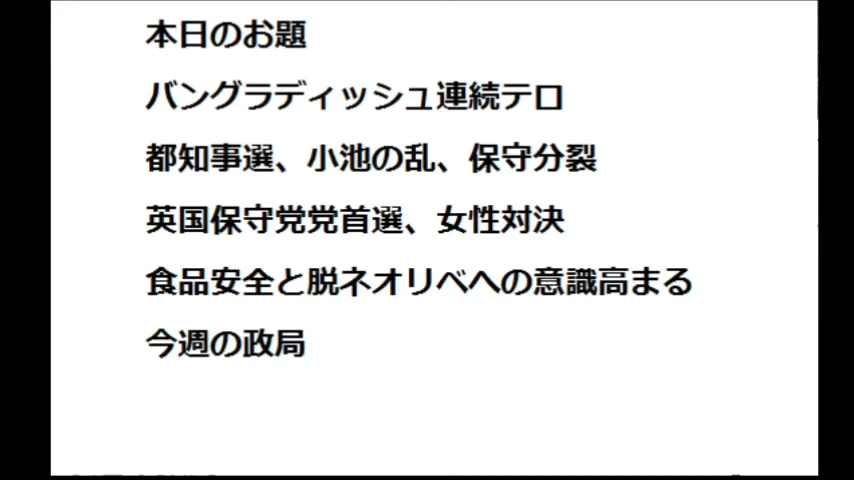 本日のお題
バングラディッシュ連続テロ
都知事選、小池の乱、保守分裂
英国保守党党首選、女性対決
食品安全と脱ネオリベへの意識高まる
今週の政局